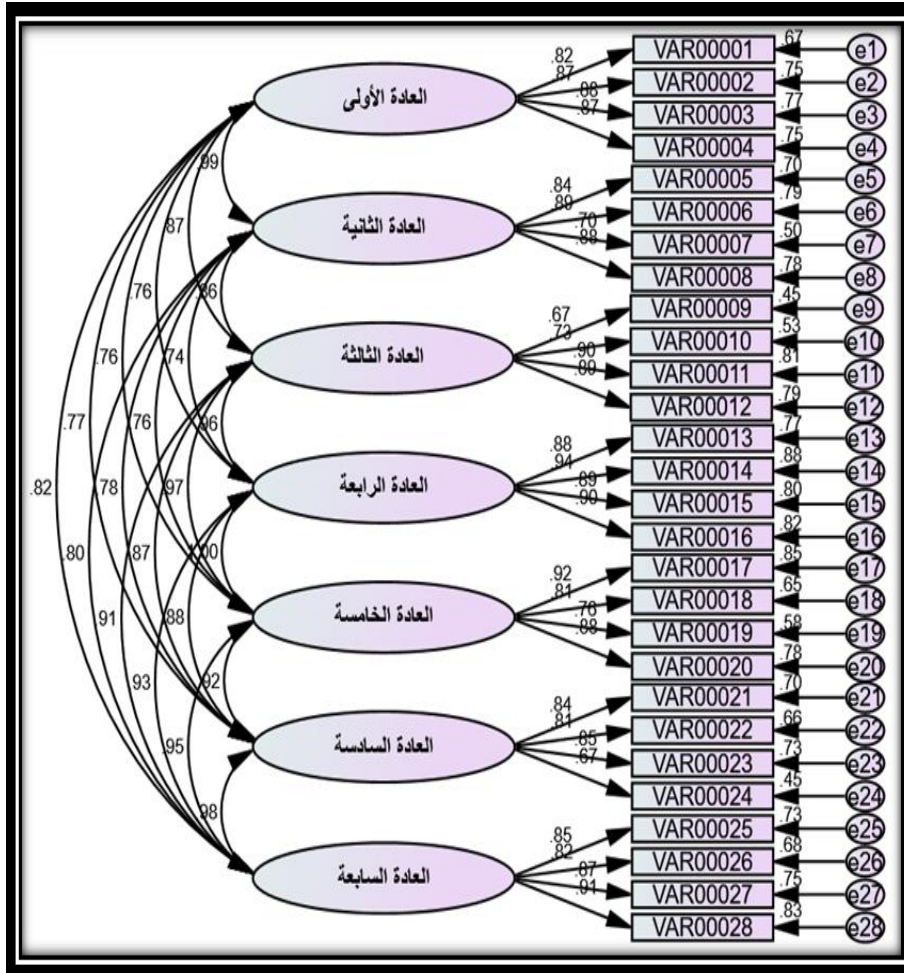 .67
.82
VAR00001
e1
.87
.75
VAR00002
e2
العادة الأولى
.88
.77
VAR00003
e3
.87
.75
VAR00004
e4
.99
.84
.70
VAR00005
e5
.89
.79
VAR00006
e6
العادة الثانية
.87
.70
.50
VAR00007
e7
.88
.78
VAR00008
e8
.76
.86
.67
.45
VAR00009
e9
.73
.53
VAR00010
e10
العادة الثالثة
.76
.74
.90
.81
VAR00011
e11
.89
.79
VAR00012
e12
.77
.76
.96
.88
.77
VAR00013
e13
.94
.88
VAR00014
e14
العادة الرابعة
.82
.78
.97
.89
.80
VAR00015
e15
.90
.82
VAR00016
e16
.80
.87
1.00
.92
.85
VAR00017
e17
.81
.65
VAR00018
e18
العادة الخامسة
.91
.88
.76
.58
VAR00019
e19
.88
.78
VAR00020
e20
.93
.92
.84
.70
VAR00021
e21
.81
.66
VAR00022
e22
العادة السادسة
.95
.85
.73
VAR00023
e23
.67
.45
VAR00024
e24
.98
.85
.73
VAR00025
e25
.82
.68
VAR00026
e26
العادة السابعة
.87
.75
VAR00027
e27
.91
.83
VAR00028
e28